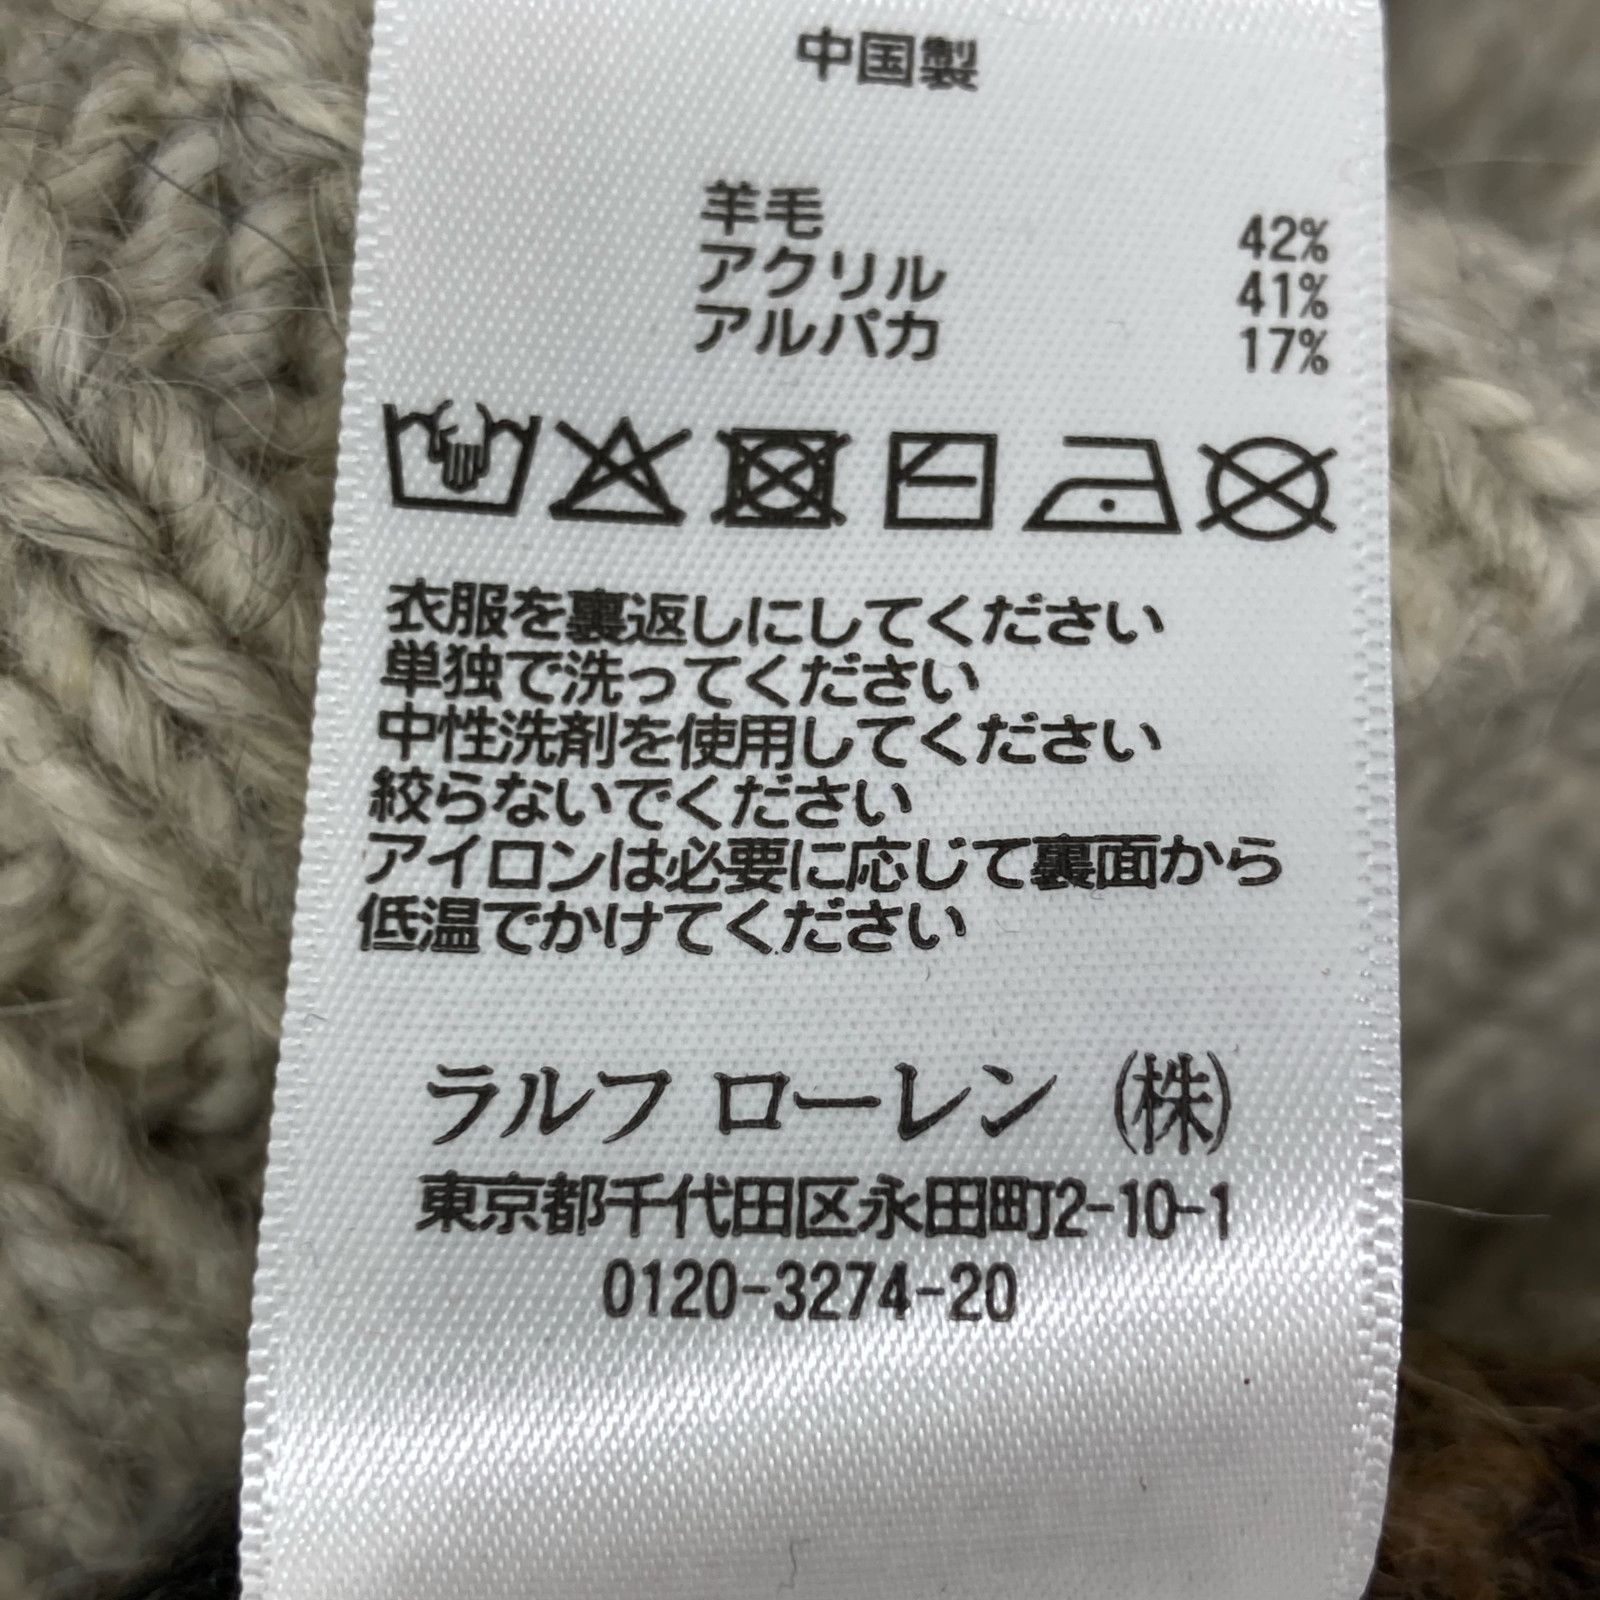 中国製
羊毛 42%
アクリル 41%
アルパカ 17%
衣服を裏返しにしてください
単独で洗ってください
中性洗剤を使用してください
絞らないでください
アイロンは必要に応じて裏面から
低温でかけてください
ラルフ ローレン (株)
東京都千代田区永田町2-10-1
0120-3274-20